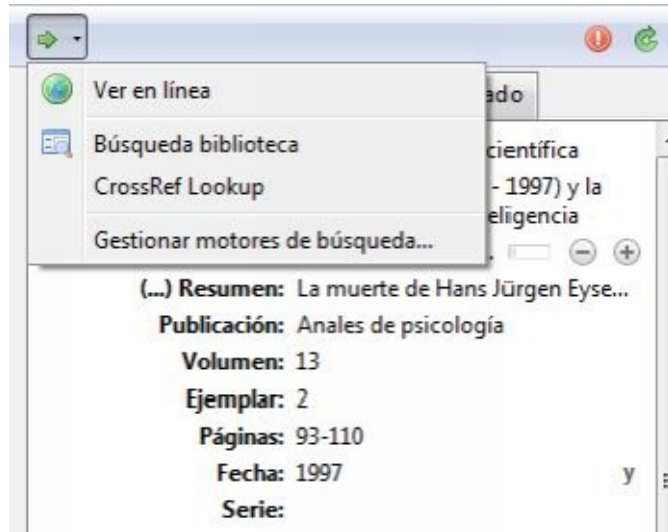 Ver en línea
ado
Búsqueda biblioteca
científica
CrossRef Lookup
- 1997) y la
eligencia
Gestionar motores de búsqueda...
(...) Resumen: La muerte de Hans Jürgen Eyse...
Publicación: Anales de psicología
Volumen: 13
Ejemplar: 2
Páginas: 93-110
Fecha: 1997 y
Serie: